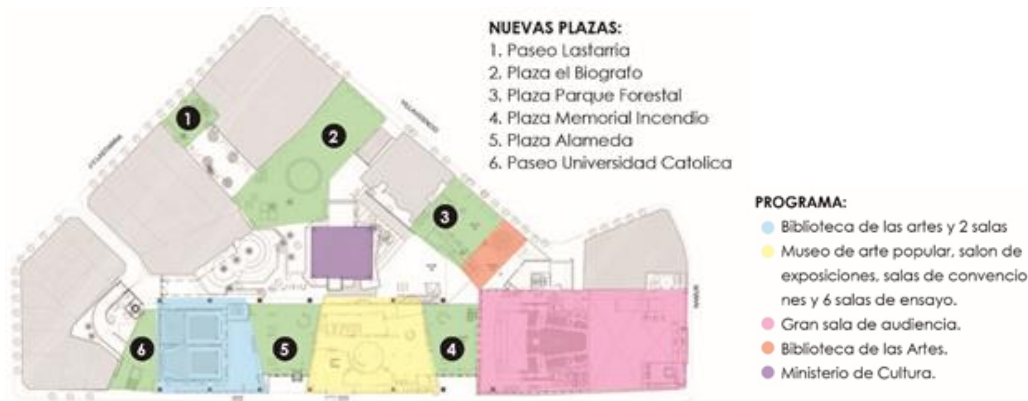 NUEVAS PLAZAS:
1. Paseo Lastarria
2. Plaza el Biografo
3. Plaza Parque Forestal
4. Plaza Memorial Incendio
5. Plaza Alameda
6. Paseo Universidad Catolica
PROGRAMA:
Biblioteca de las artes y 2 salas
Museo de arte popular, salon de
exposiciones, salas de convencio
nes y 6 salas de ensayo.
Gran sala de audiencia.
Biblioteca de las Artes.
Ministerio de Cultura.
1
2
3
6
5
4
J.V.LASTARRIA
VILLAVICENCIO
NAMUR